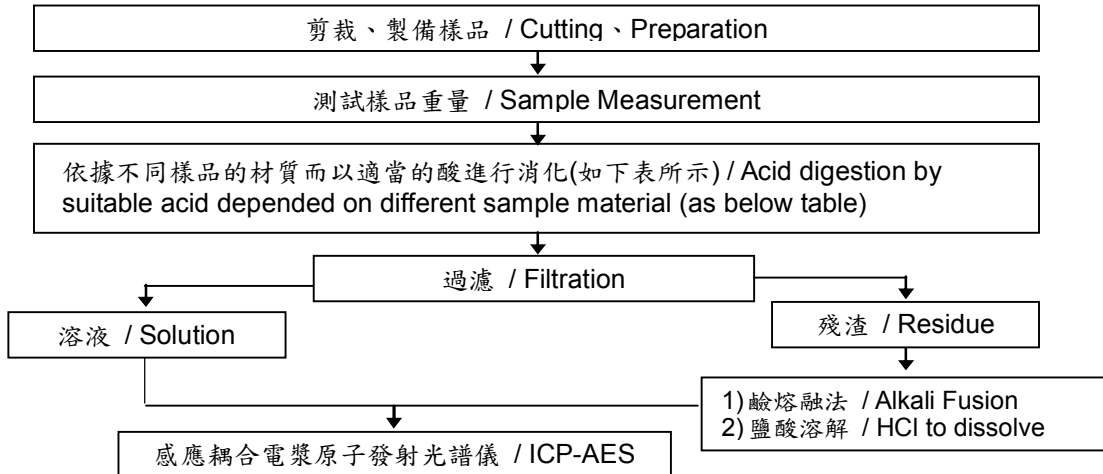 剪裁、製備樣品 / Cutting、Preparation
測試樣品重量 / Sample Measurement
依據不同樣品的材質而以適當的酸進行消化(如下表所示) / Acid digestion by
suitable acid depended on different sample material (as below table)
過濾 / Filtration
溶液 / Solution
殘渣 / Residue
1) 鹼熔融法 / Alkali Fusion
2) 鹽酸溶解 / HCl to dissolve
感應耦合電漿原子發射光譜儀 / ICP-AES